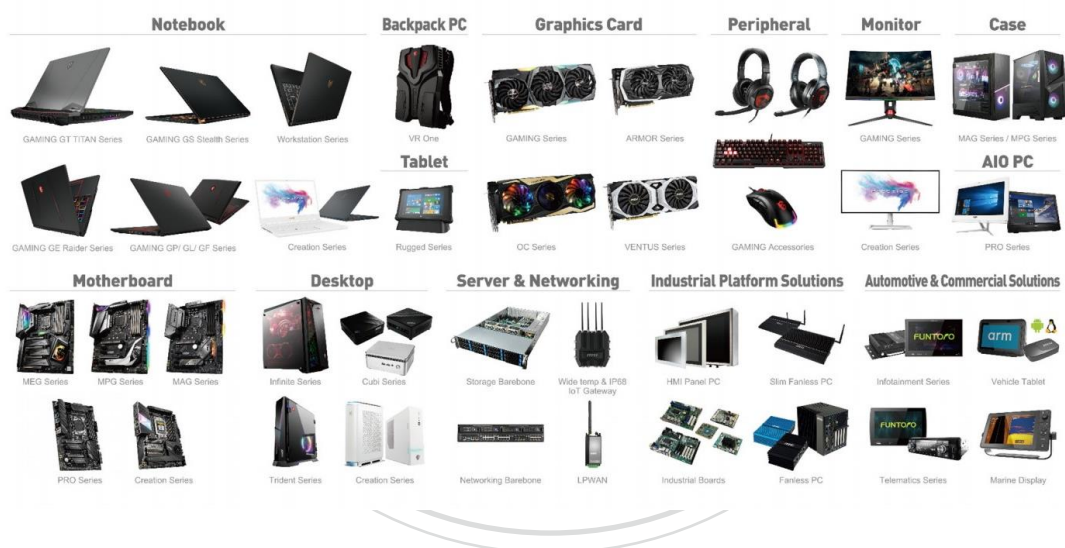 Notebook
Backpack PC
Graphics Card
Peripheral
Monitor
Case
GAMING GT TITAN Series
GAMING GS Stealth Series
Workstation Series
VR One
GAMING Series
ARMOR Series
GAMING Series
MAG Series / MPG Series
Tablet
AIO PC
GAMING GE Raider Series
GAMING GP/ GL/ GF Series
Creation Series
Rugged Series
OC Series
VENTUS Series
GAMING Accessories
Creation Series
PRO Series
Motherboard
Desktop
Server & Networking
Industrial Platform Solutions
Automotive & Commercial Solutions
FUNTORO
arm
MEG Series
MPG Series
MAG Series
Infinite Series
Cubi Series
Storage Barebone
Wide temp & IP68
IoT Gateway
HMI Panel PC
Slim Fanless PC
Infotainment Series
Vehicle Tablet
FUNTORO
PRO Series
Creation Series
Trident Series
Creation Series
Networking Barebone
LPWAN
Industrial Boards
Fanless PC
Telematics Series
Marine Display